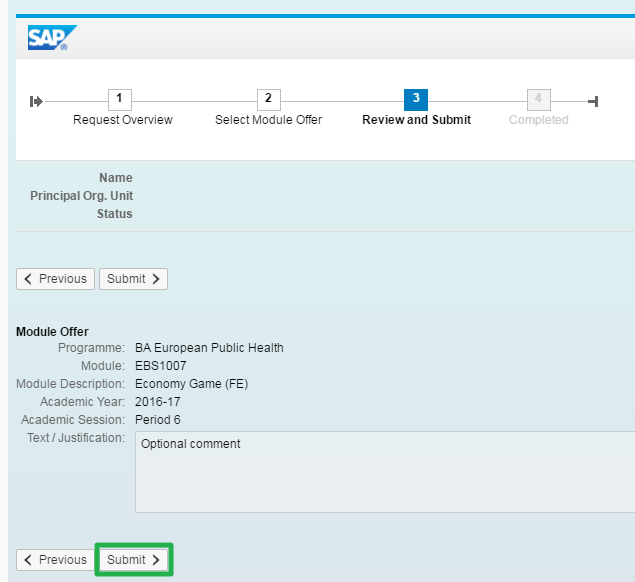 SAP®
1 2 3 4
Request Overview Select Module Offer Review and Submit Completed
Name
Principal Org. Unit
Status
Previous Submit
Module Offer
Programme: BA European Public Health
Module: EBS1007
Module Description: Economy Game (FE)
Academic Year: 2016-17
Academic Session: Period 6
Text / Justification: Optional comment
Previous Submit